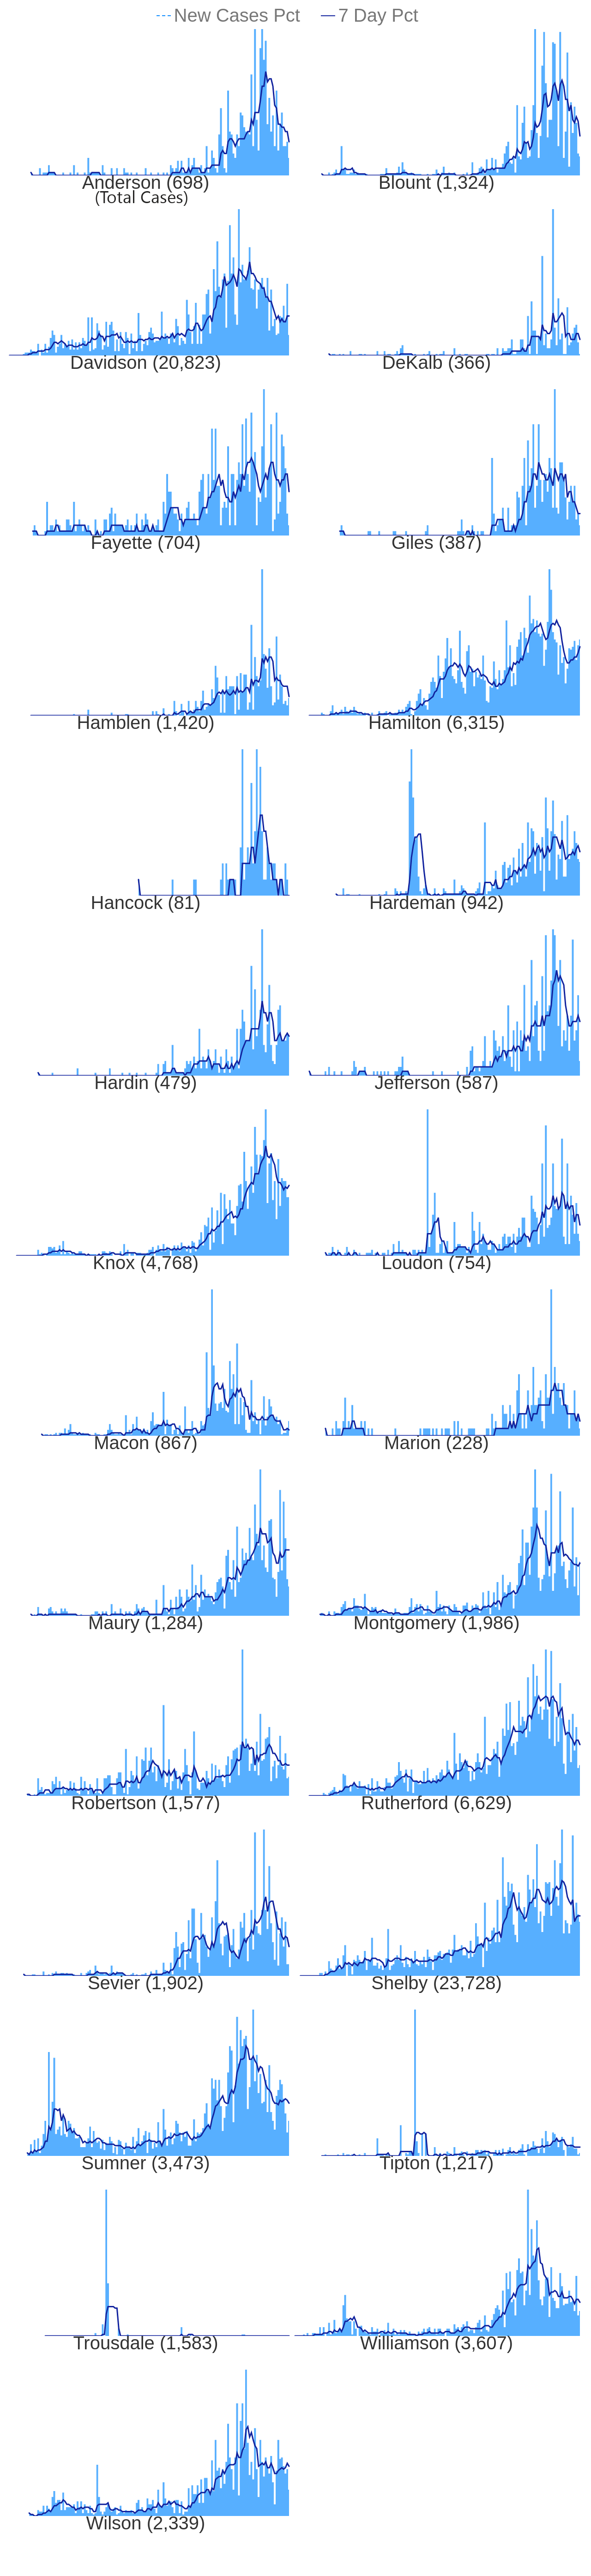 New Cases Pct 7 Day Pct
Anderson (698) Blount (1,324)
(Total Cases)
Davidson (20,823) DeKalb (366)
Fayette (704) Giles (387)
Hamblen (1,420) Hamilton (6,315)
Hancock (81) Hardeman (942)
Hardin (479) Jefferson (587)
Knox (4,768) Loudon (754)
Macon (867) Marion (228)
Maury (1,284) Montgomery (1,986)
Robertson (1,577) Rutherford (6,629)
Sevier (1,902) Shelby (23,728)
Sumner (3,473) Tipton (1,217)
Trousdale (1,583) Williamson (3,607)
Wilson (2,339)